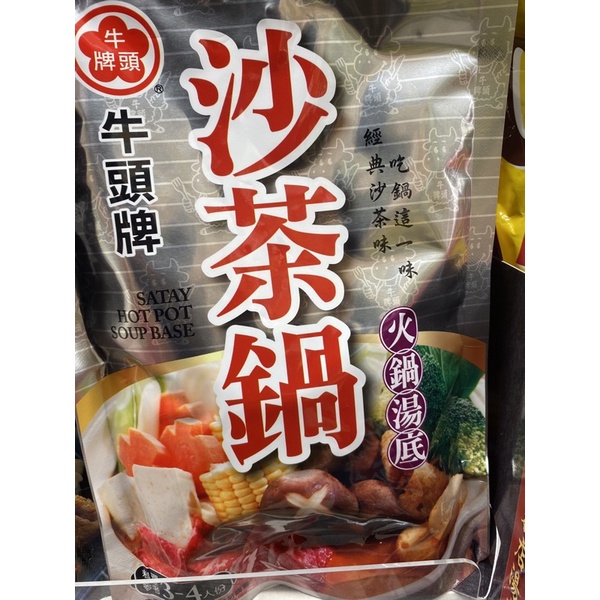 牛
頭牌
®
牛頭牌
沙茶鍋
吃鍋這一味
經典沙茶味
SATAY
HOT POT
SOUP BASE
火鍋湯底
3-4人份